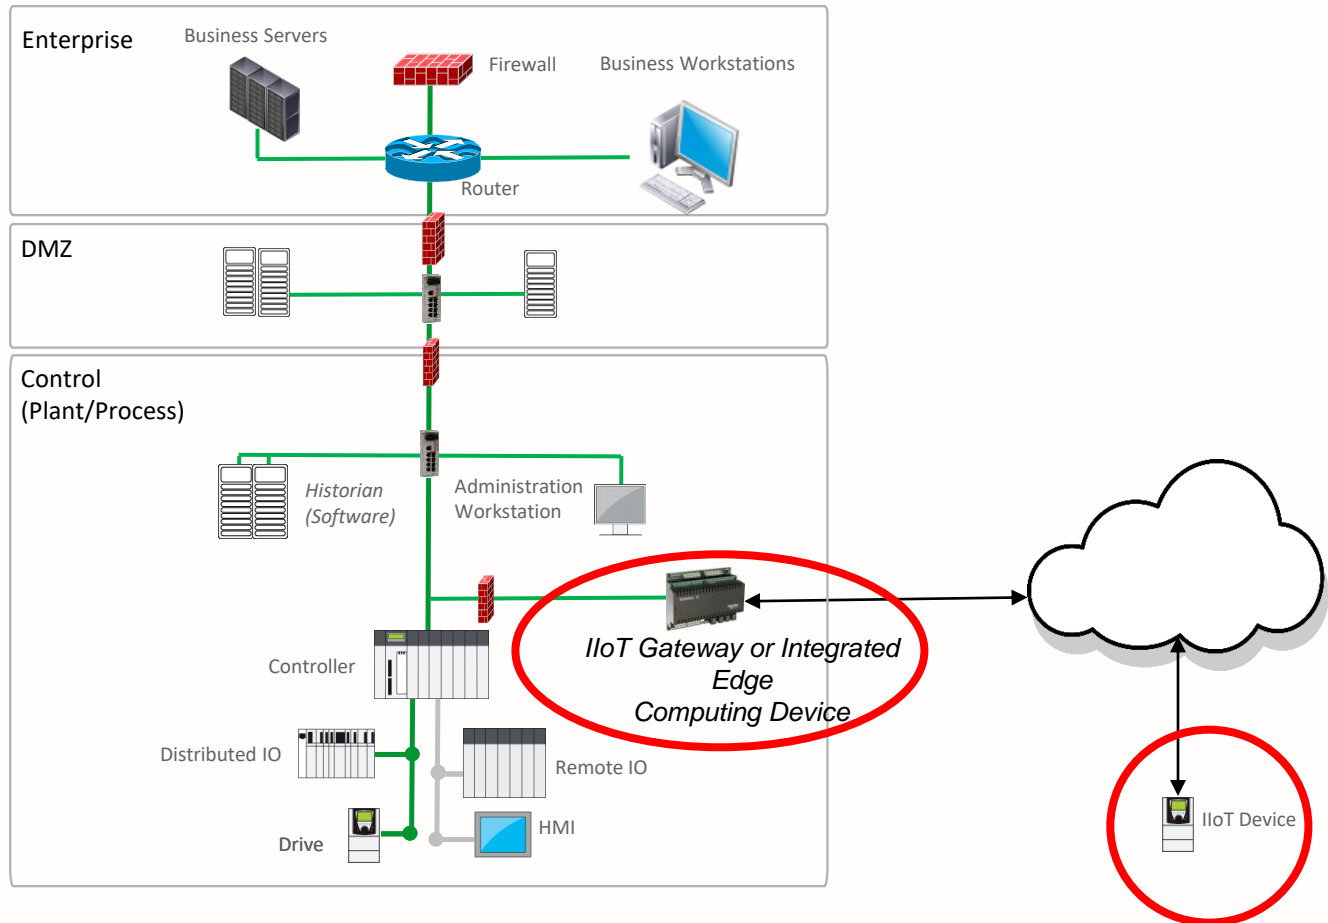 Enterprise
Business Servers
Firewall
Business Workstations
Router
DMZ
Control
(Plant/Process)
Historian
(Software)
Administration
Workstation
IIoT Gateway or Integrated
Edge
Computing Device
Controller
Distributed IO
Remote IO
Drive
HMI
IIoT Device